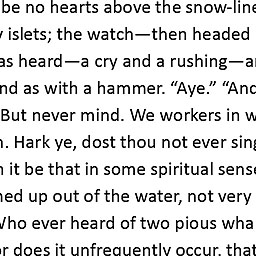 be no hearts above the snow-line
islets; the watch—then headed
as heard—a cry and a rushing—a
nd as with a hammer. “Aye.” “And
But never mind. We workers in w
. Hark ye, dost thou not ever sing
it be that in some spiritual sense
ned up out of the water, not very
Who ever heard of two pious wha
or does it unfrequently occur, that